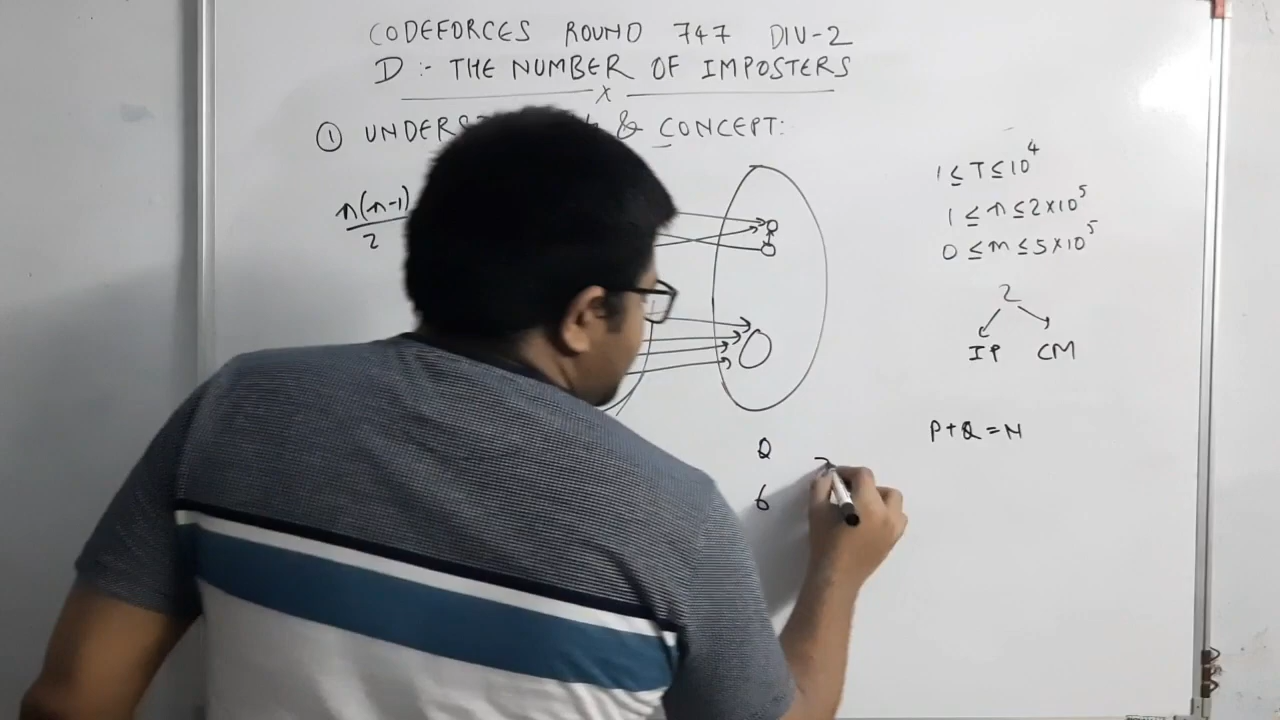 CODEFORCES ROUND 747 DIV-2
D :- THE NUMBER OF IMPOSTERS
X
① & CONCEPT:
n(n-1)
2
1 ≤ T ≤ 10^4
1 ≤ n ≤ 2×10^5
0 ≤ m ≤ 5×10^5
2
IP CM
P+Q=N
Q
6